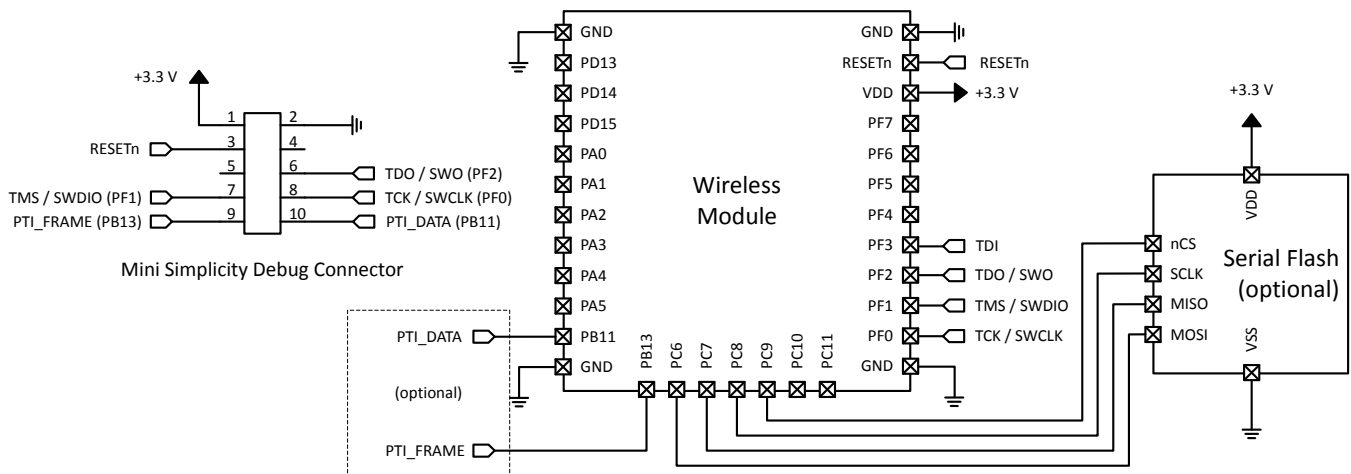 +3.3 V
1
2
RESETn
3
4
5
6
TDO / SWO (PF2)
TMS / SWDIO (PF1)
7
8
TCK / SWCLK (PF0)
PTI_FRAME (PB13)
9
10
PTI_DATA (PB11)
Mini Simplicity Debug Connector
PTI_DATA
(optional)
PTI_FRAME
GND
PD13
PD14
PD15
PA0
PA1
PA2
PA3
PA4
PA5
PB11
GND
Wireless
Module
PB13
PC6
PC7
PC8
PC9
PC10
PC11
GND
RESETn
RESETn
VDD
+3.3 V
PF7
PF6
PF5
PF4
PF3
TDI
PF2
TDO / SWO
PF1
TMS / SWDIO
PF0
TCK / SWCLK
GND
+3.3 V
VDD
nCS
SCLK
MISO
MOSI
Serial Flash
(optional)
VSS